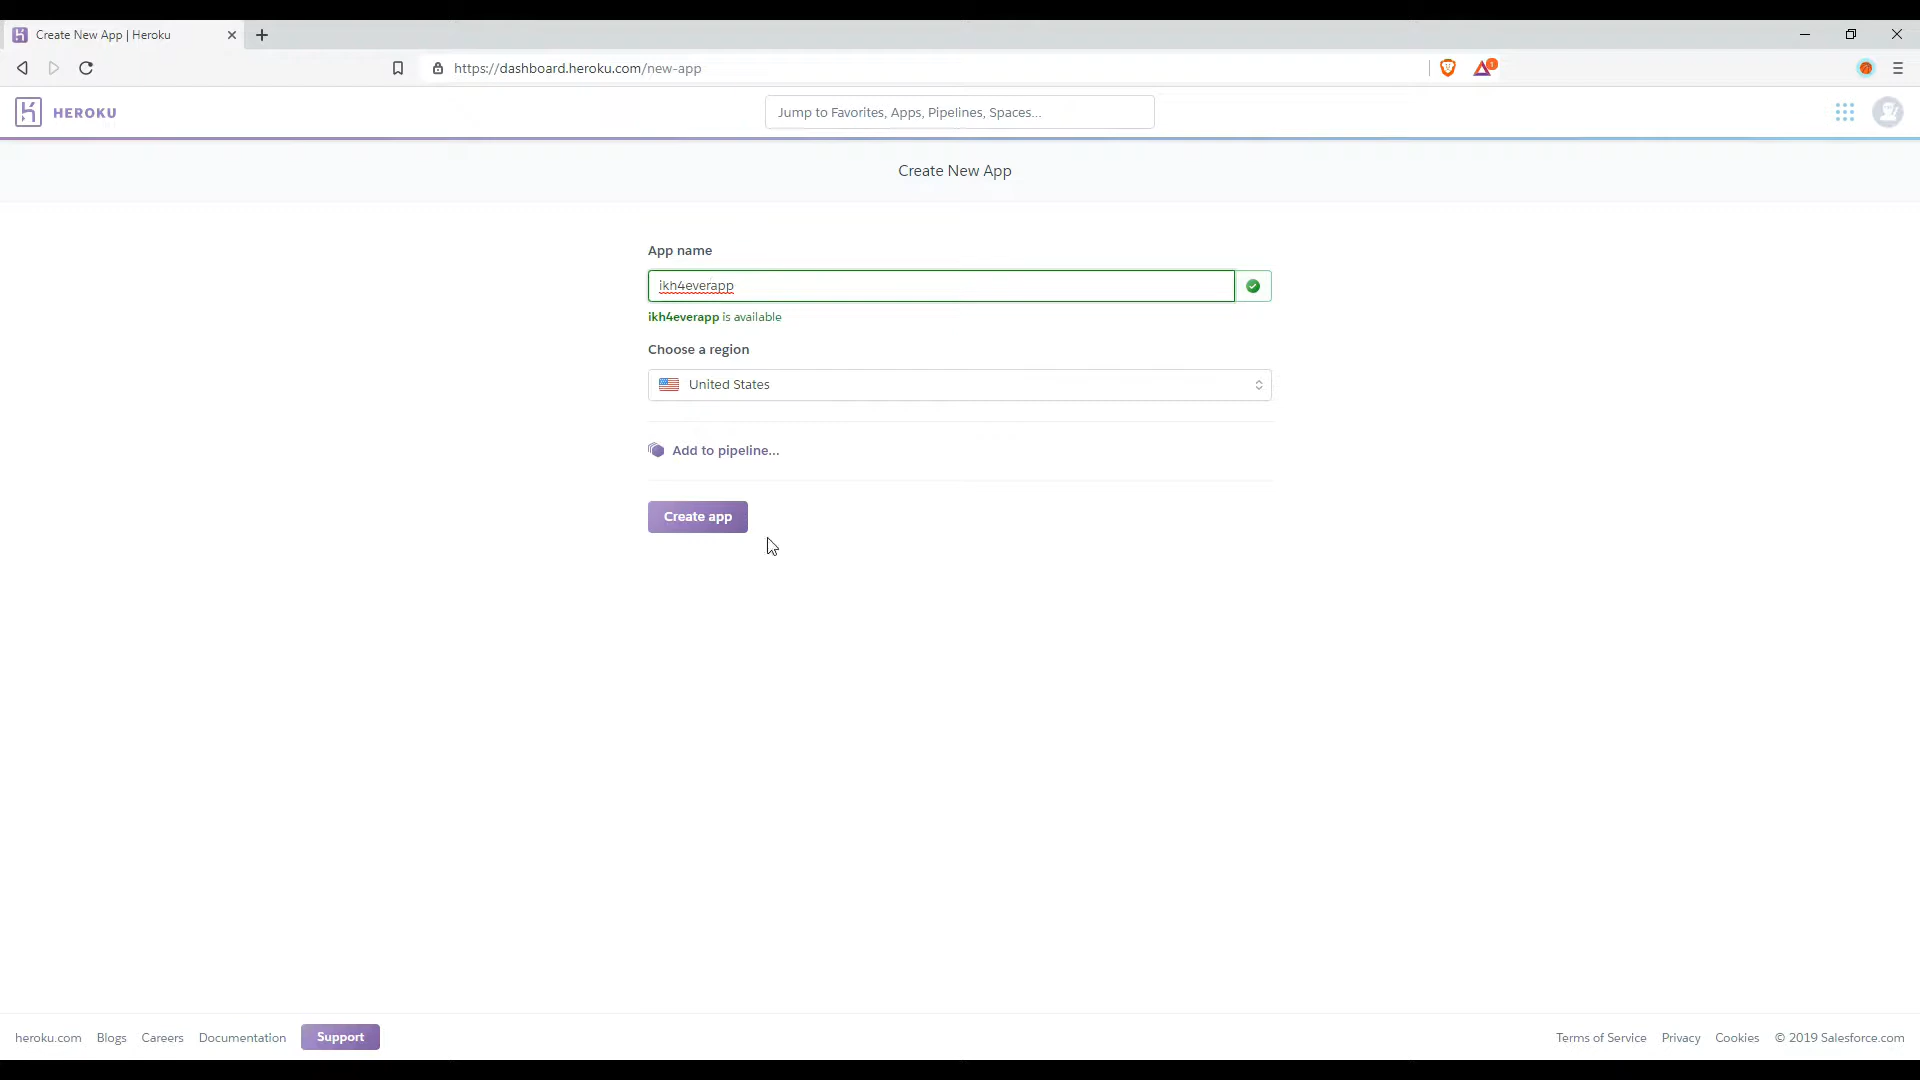 Create New App | Heroku
https://dashboard.heroku.com/new-app
1
HEROKU
Jump to Favorites, Apps, Pipelines, Spaces...
Create New App
App name
ikh4everapp
ikh4everapp is available
Choose a region
United States
Add to pipeline...
Create app
heroku.com Blogs Careers Documentation Support Terms of Service Privacy Cookies © 2019 Salesforce.com